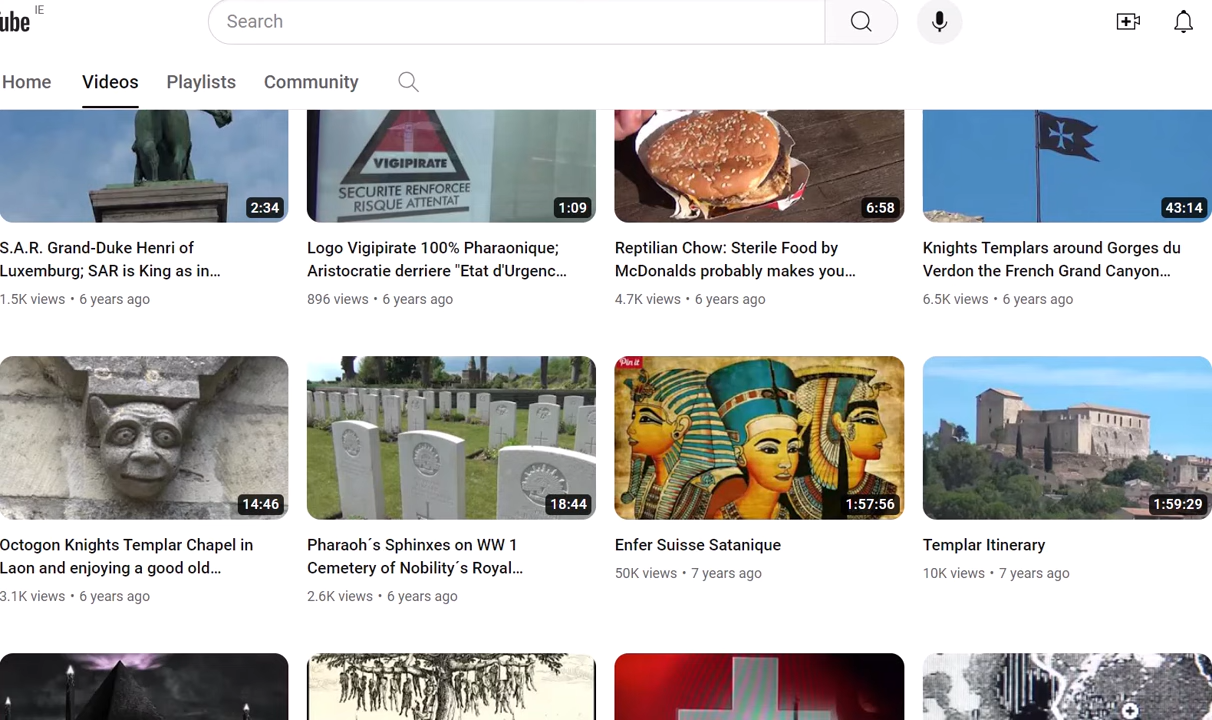 ube IE
Search
Home Videos Playlists Community
2:34
VIGIPIRATE
SECURITE RENFORCEE
RISQUE ATTENTAT
1:09
6:58
43:14
S.A.R. Grand-Duke Henri of
Luxemburg; SAR is King as in...
1.5K views • 6 years ago
Logo Vigipirate 100% Pharaonique;
Aristocratie derriere "Etat d'Urgenc...
896 views • 6 years ago
Reptilian Chow: Sterile Food by
McDonalds probably makes you...
4.7K views • 6 years ago
Knights Templars around Gorges du
Verdon the French Grand Canyon...
6.5K views • 6 years ago
14:46
18:44
Pin it
1:57:56
1:59:29
Octogon Knights Templar Chapel in
Laon and enjoying a good old...
3.1K views • 6 years ago
Pharaoh´s Sphinxes on WW 1
Cemetery of Nobility´s Royal...
2.6K views • 6 years ago
Enfer Suisse Satanique
50K views • 7 years ago
Templar Itinerary
10K views • 7 years ago